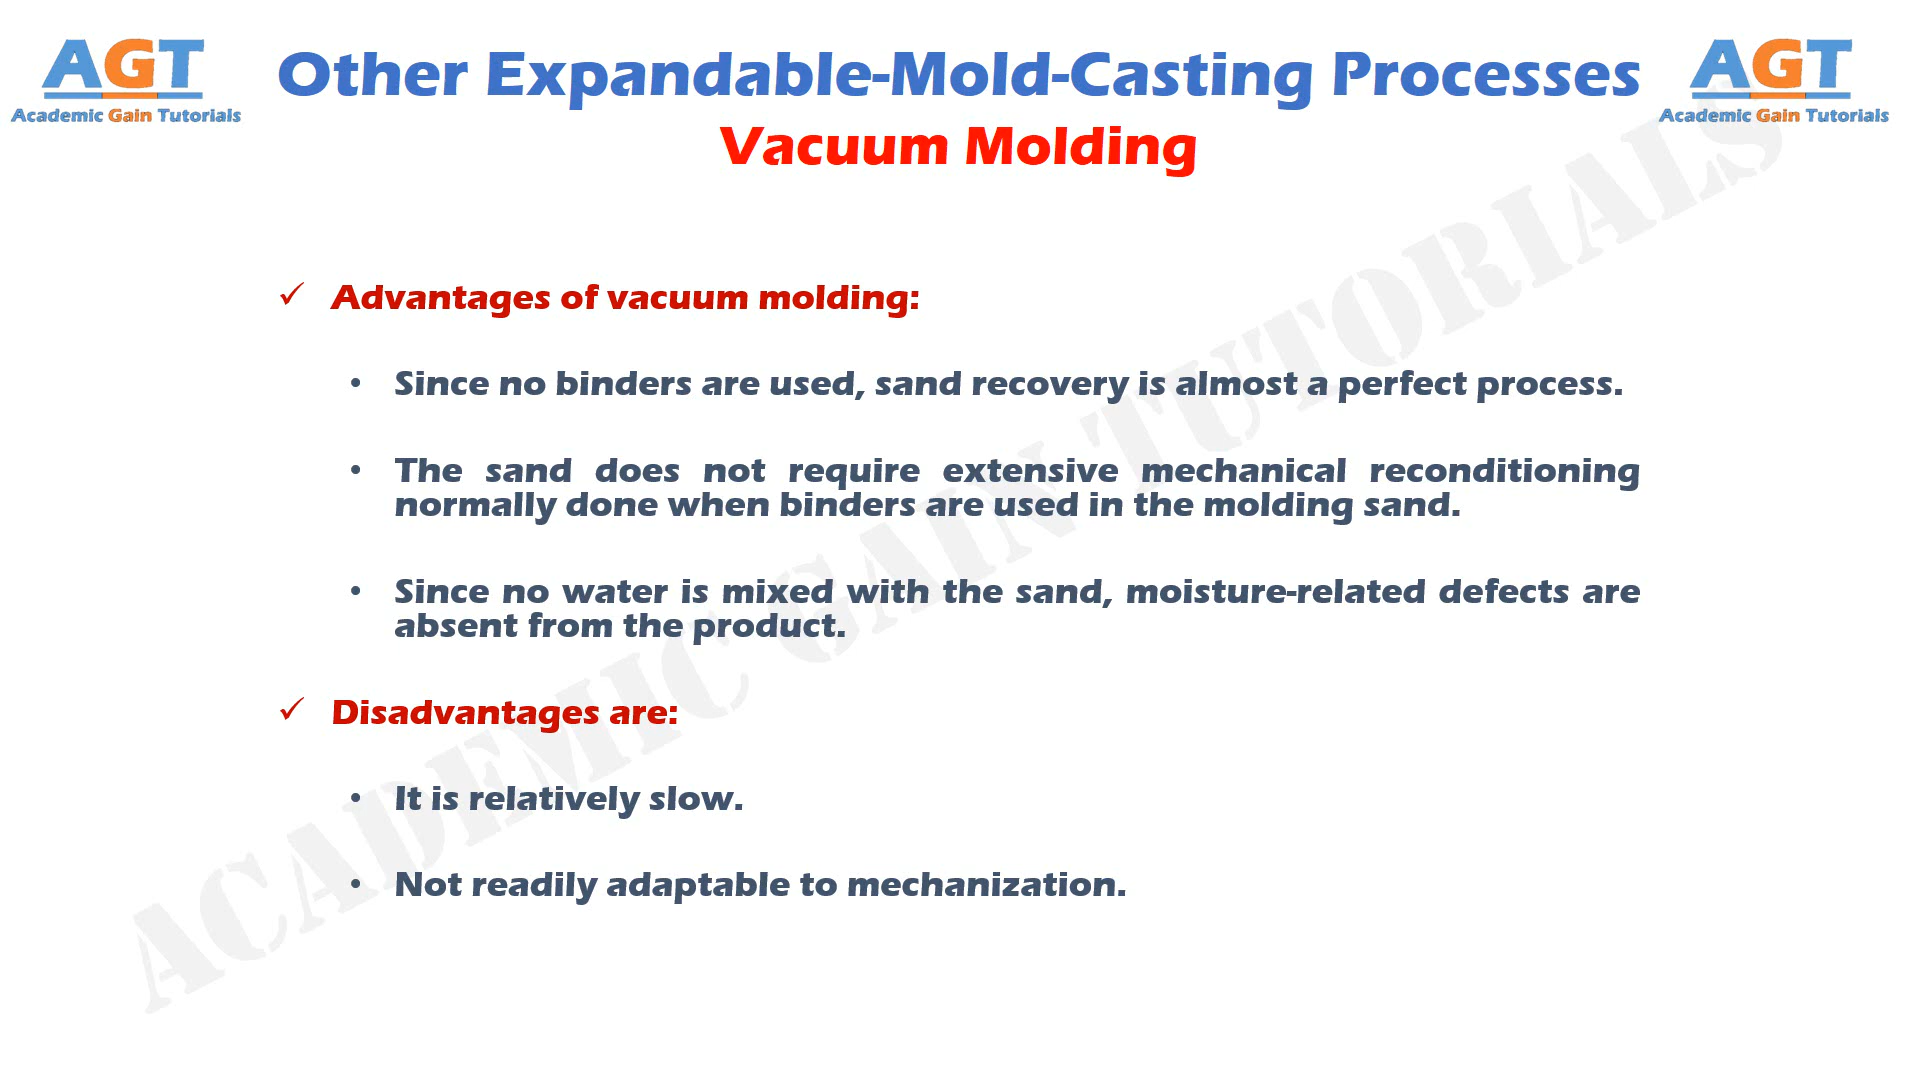 AGT
Academic Gain Tutorials
Other Expandable-Mold-Casting Processes
Vacuum Molding
AGT
Academic Gain Tutorials
✓ Advantages of vacuum molding:
• Since no binders are used, sand recovery is almost a perfect process.
• The sand does not require extensive mechanical reconditioning
normally done when binders are used in the molding sand.
• Since no water is mixed with the sand, moisture-related defects are
absent from the product.
✓ Disadvantages are:
• It is relatively slow.
• Not readily adaptable to mechanization.
ACADEMIC GAIN TUTORIALS